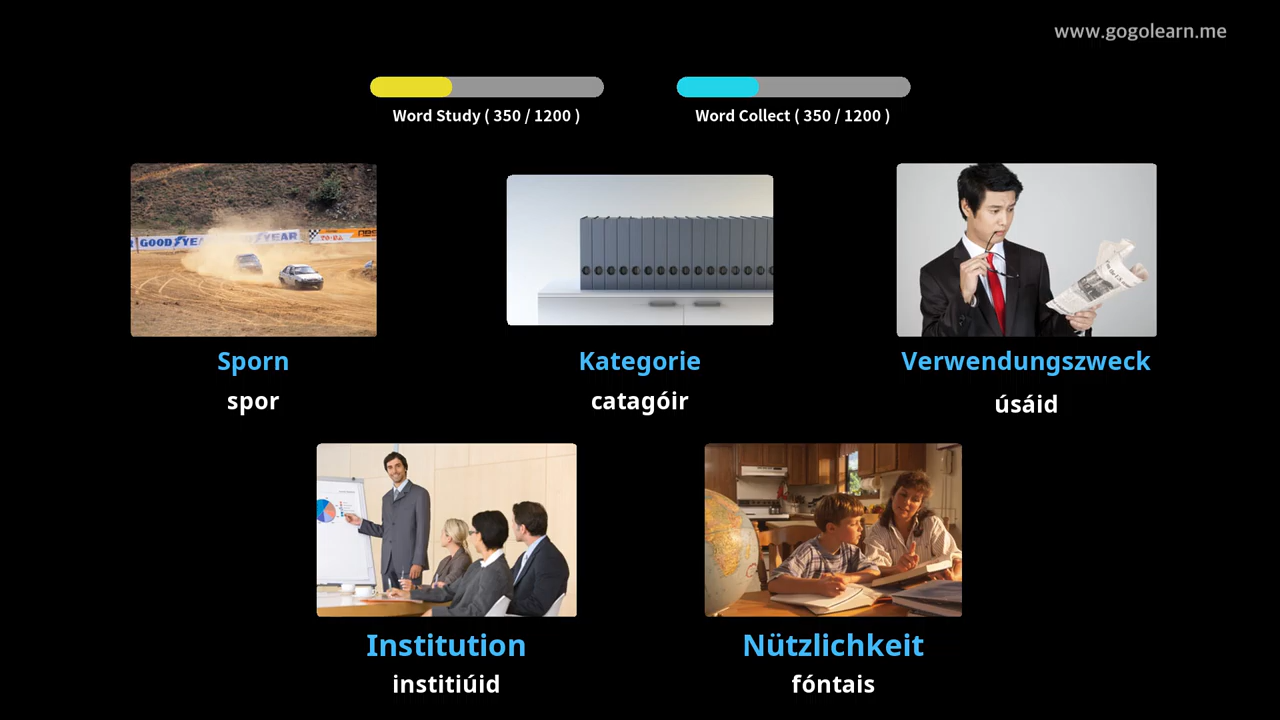 www.gogolearn.me
Word Study ( 350 / 1200 )
Word Collect ( 350 / 1200 )
GOODYEAR
Sporn
spor
Kategorie
catagóir
Verwendungszweck
úsáid
Institution
institiúid
Nützlichkeit
fóntais